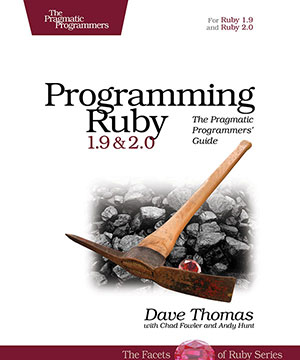 The
Pragmatic
Programmers
For Ruby 1.9
and Ruby 2.0
Programming
Ruby
1.9 & 2.0
The Pragmatic
Programmers'
Guide
Dave Thomas
with Chad Fowler and Andy Hunt
The Facets of Ruby Series